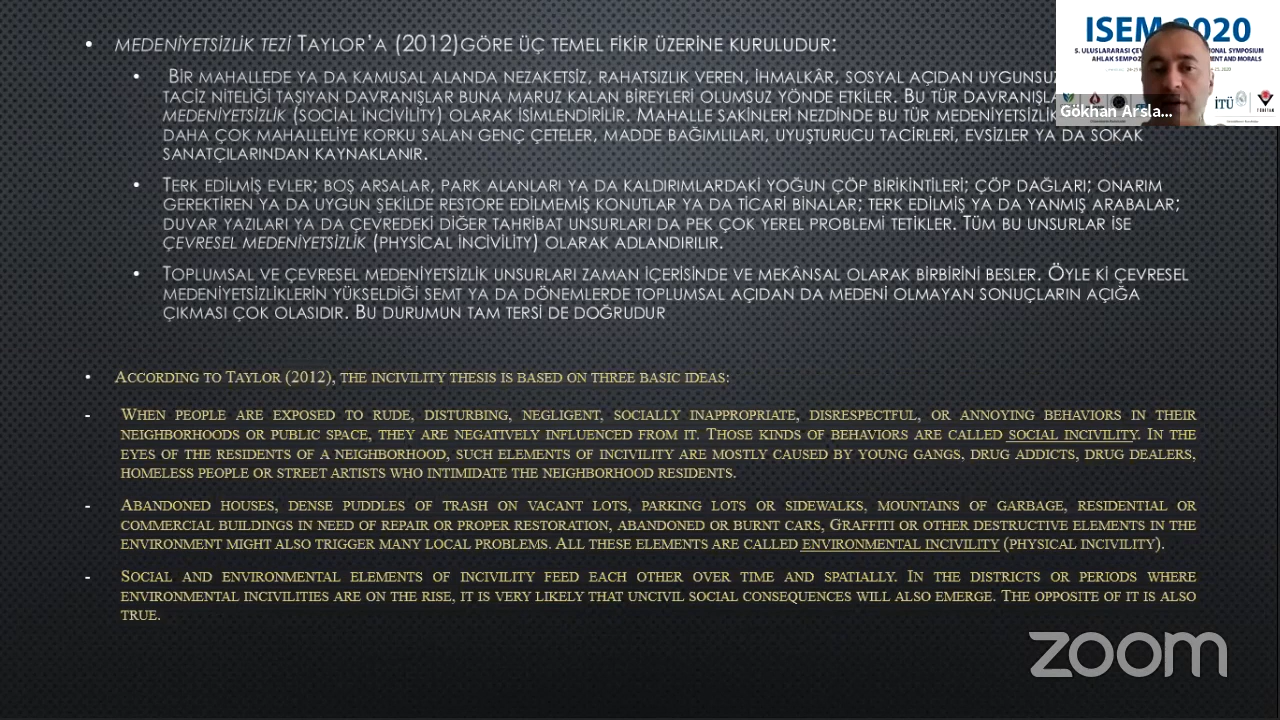 • MEDENİYETSİZLİK TEZİ TAYLOR'A (2012)GÖRE ÜÇ TEMEL FİKİR ÜZERİNE KURULUDUR:
• BİR MAHALLEDE YA DA KAMUSAL ALANDA NEZAKETSİZ, RAHATSIZLIK VEREN, İHMALKÂR, SOSYAL AÇIDAN UYGUNSUZ
TACİZ NİTELİĞİ TAŞIYAN DAVRANIŞLAR BUNA MARUZ KALAN BİREYLERİ OLUMSUZ YÖNDE ETKİLER. BU TÜR
MEDENİYETSİZLİK (SOCİAL İNCİVİLİTY) OLARAK İSİMLENDİRİLİR. MAHALLE SAKİNLERİ NEZDİNDE BU TÜR
DAHA ÇOK MAHALLELİYE KORKU SALAN GENÇ ÇETELER, MADDE BAĞIMLILARI, UYUŞTURUCU TACİRLERİ, EVSİZLER YA DA SOKAK
SANATÇILARINDAN KAYNAKLANIR.
• TERK EDİLMİŞ EVLER; BOŞ ARSALAR, PARK ALANLARI YA DA KALDIRIMLARDAKİ YOĞUN ÇÖP BİRİKİNTİLERİ; ÇÖP DAĞLARI; ONARIM
GEREKTİREN YA DA UYGUN ŞEKİLDE RESTORE EDİLMEMİŞ KONUTLAR YA DA TİCARİ BİNALAR; TERK EDİLMİŞ YA DA YANMIŞ ARABALAR;
DUVAR YAZILARI YA DA ÇEVREDEKİ DİĞER TAHRİBAT UNSURLARI DA PEK ÇOK YEREL PROBLEMİ TETİKLER. TÜM BU UNSURLAR İSE
ÇEVRESEL MEDENİYETSİZLİK (PHYSİCAL İNCİVİLİTY) OLARAK ADLANDIRILIR.
• TOPLUMSAL VE ÇEVRESEL MEDENİYETSİZLİK UNSURLARI ZAMAN İÇERİSİNDE VE MEKÂNSAL OLARAK BİRBİRİNİ BESLER. ÖYLE Kİ ÇEVRESEL
MEDENİYETSİZLİKLERİN YÜKSELDİĞİ SEMT YA DA DÖNEMLERDE TOPLUMSAL AÇIDAN DA MEDENİ OLMAYAN SONUÇLARIN AÇIĞA
ÇIKMASI ÇOK OLASIDIR. BU DURUMUN TAM TERSİ DE DOĞRUDUR
• ACCORDING TO TAYLOR (2012), THE INCIVILITY THESIS IS BASED ON THREE BASIC IDEAS:
- WHEN PEOPLE ARE EXPOSED TO RUDE, DISTURBING, NEGLIGENT, SOCIALLY INAPPROPRIATE, DISRESPECTFUL, OR ANNOYING BEHAVIORS IN THEIR
NEIGHBORHOODS OR PUBLIC SPACE, THEY ARE NEGATIVELY INFLUENCED FROM IT. THOSE KINDS OF BEHAVIORS ARE CALLED SOCIAL INCIVILITY. IN THE
EYES OF THE RESIDENTS OF A NEIGHBORHOOD, SUCH ELEMENTS OF INCIVILITY ARE MOSTLY CAUSED BY YOUNG GANGS, DRUG ADDICTS, DRUG DEALERS,
HOMELESS PEOPLE OR STREET ARTISTS WHO INTIMIDATE THE NEIGHBORHOOD RESIDENTS.
- ABANDONED HOUSES, DENSE PUDDLES OF TRASH ON VACANT LOTS, PARKING LOTS OR SIDEWALKS, MOUNTAINS OF GARBAGE, RESIDENTIAL OR
COMMERCIAL BUILDINGS IN NEED OF REPAIR OR PROPER RESTORATION, ABANDONED OR BURNT CARS, GRAFFITI OR OTHER DESTRUCTIVE ELEMENTS IN THE
ENVIRONMENT MIGHT ALSO TRIGGER MANY LOCAL PROBLEMS. ALL THESE ELEMENTS ARE CALLED ENVIRONMENTAL INCIVILITY (PHYSICAL INCIVILITY).
- SOCIAL AND ENVIRONMENTAL ELEMENTS OF INCIVILITY FEED EACH OTHER OVER TIME AND SPATIALLY. IN THE DISTRICTS OR PERIODS WHERE
ENVIRONMENTAL INCIVILITIES ARE ON THE RISE, IT IS VERY LIKELY THAT UNCIVIL SOCIAL CONSEQUENCES WILL ALSO EMERGE. THE OPPOSITE OF IT IS ALSO
TRUE.
ISEM 2020
5. ULUSLARARASI
AHLAK
AND MORALS
İTÜ
Gökhan Arsla...
zoom